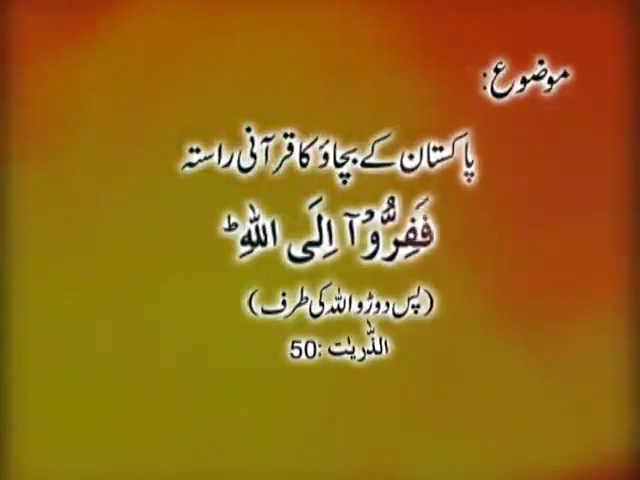 موضوع:
پاکستان کے بچاؤ کا قرآنی راستہ
فَفِرُّوْٓا اِلَی اللّٰہِ ؕ
(پس دوڑو اللہ کی طرف)
الذّٰریٰت :50